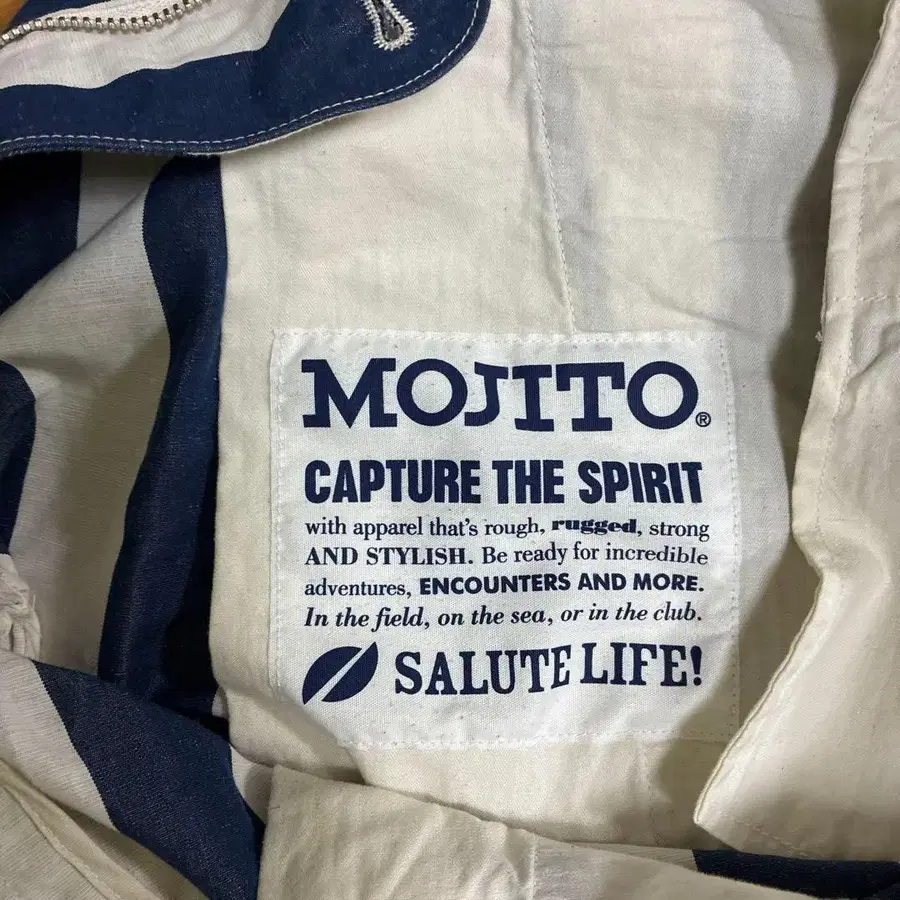 MOJITO®
CAPTURE THE SPIRIT
with apparel that's rough, rugged, strong
AND STYLISH. Be ready for incredible
adventures, ENCOUNTERS AND MORE.
In the field, on the sea, or in the club.
SALUTE LIFE!